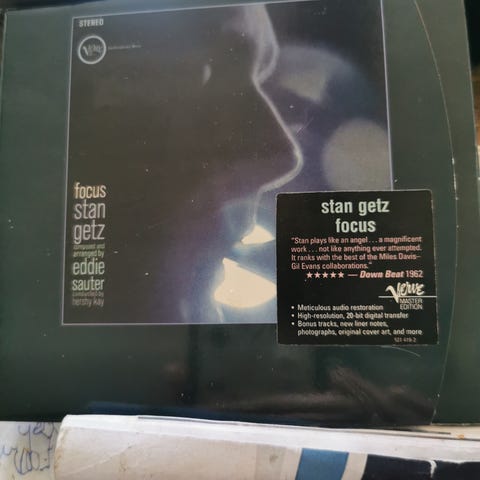 STEREO
Verve
focus
stan
getz
composed and
arranged by
eddie
sauter
conducted by
hershy kay
stan getz
focus
"Stan plays like an angel . . . a magnificent
work . . . not like anything ever attempted.
It ranks with the best of the Miles Davis–
Gil Evans collaborations."
★★★★★ —Down Beat 1962
Verve
MASTER
EDITION
• Meticulous audio restoration
• High-resolution, 20-bit digital transfer
• Bonus tracks, new liner notes,
photographs, original cover art, and more
521 419-2